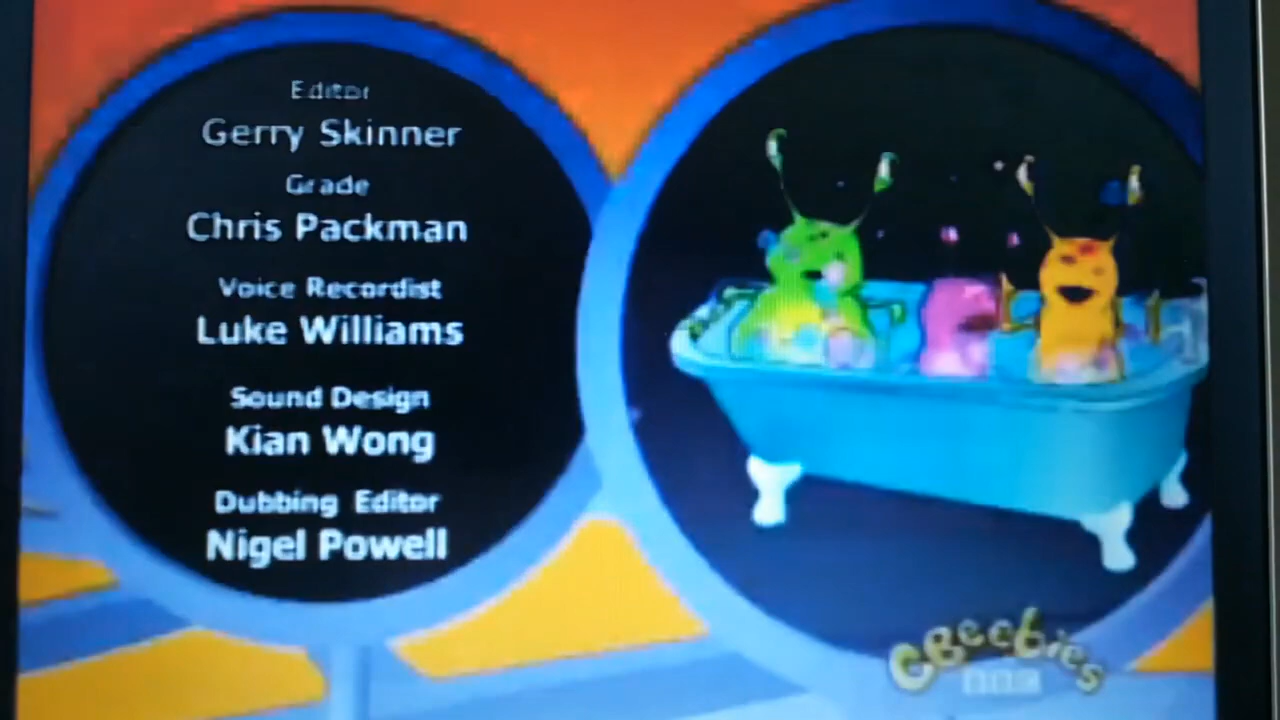 Editor
Gerry Skinner
Grade
Chris Packman
Voice Recordist
Luke Williams
Sound Design
Kian Wong
Dubbing Editor
Nigel Powell
CBeebies
BBC